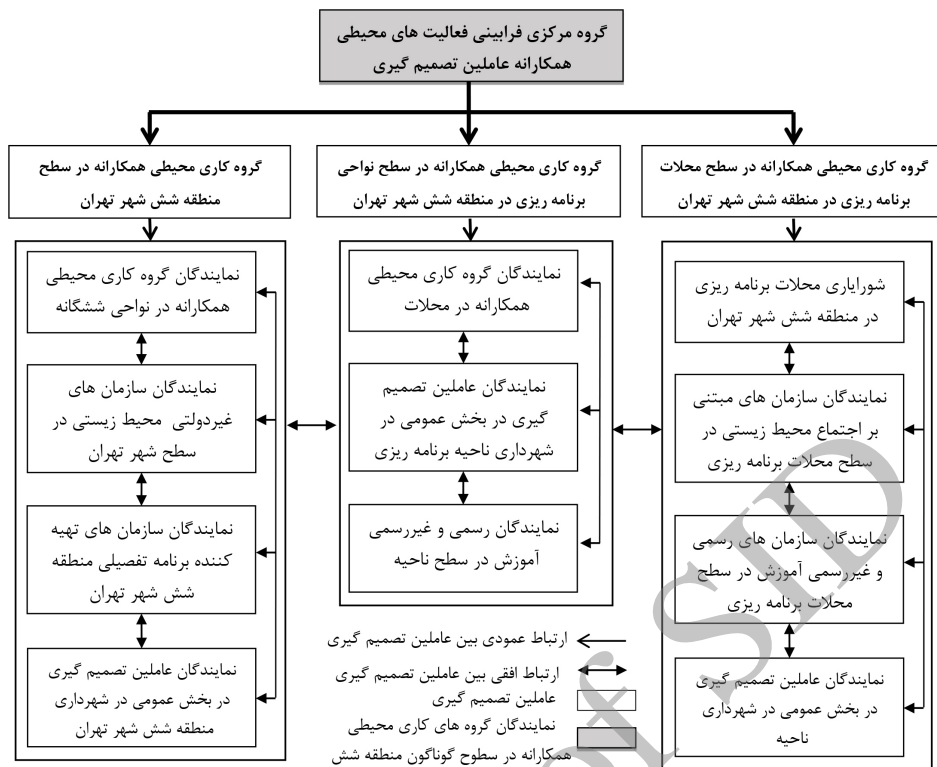 گروه مرکزی فرابینی فعالیت های محیطی
همکارانه عاملین تصمیم گیری
گروه کاری محیطی همکارانه در سطح محلات
برنامه ریزی در منطقه شش شهر تهران
گروه کاری محیطی همکارانه در سطح نواحی
برنامه ریزی در منطقه شش شهر تهران
گروه کاری محیطی همکارانه در سطح
منطقه شش شهر تهران
شورایاری محلات برنامه ریزی
در منطقه شش شهر تهران
نمایندگان سازمان های مبتنی
بر اجتماع محیط زیستی در
سطح محلات برنامه ریزی
نمایندگان سازمان های رسمی
و غیررسمی آموزش در سطح
محلات برنامه ریزی
نمایندگان عاملین تصمیم گیری
در بخش عمومی در شهرداری
ناحیه
نمایندگان گروه کاری محیطی
همکارانه در محلات
نمایندگان عاملین تصمیم
گیری در بخش عمومی در
شهرداری ناحیه برنامه ریزی
نمایندگان رسمی و غیررسمی
آموزش در سطح ناحیه
نمایندگان گروه کاری محیطی
همکارانه در نواحی ششگانه
نمایندگان سازمان های
غیردولتی محیط زیستی در
سطح شهر تهران
نمایندگان سازمان های تهیه
کننده برنامه تفصیلی منطقه
شش شهر تهران
نمایندگان عاملین تصمیم گیری
در بخش عمومی در شهرداری
منطقه شش شهر تهران
ارتباط عمودی بین عاملین تصمیم گیری
ارتباط افقی بین عاملین تصمیم گیری
عاملین تصمیم گیری
نمایندگان گروه های کاری محیطی
همکارانه در سطوح گوناگون منطقه شش
of SID